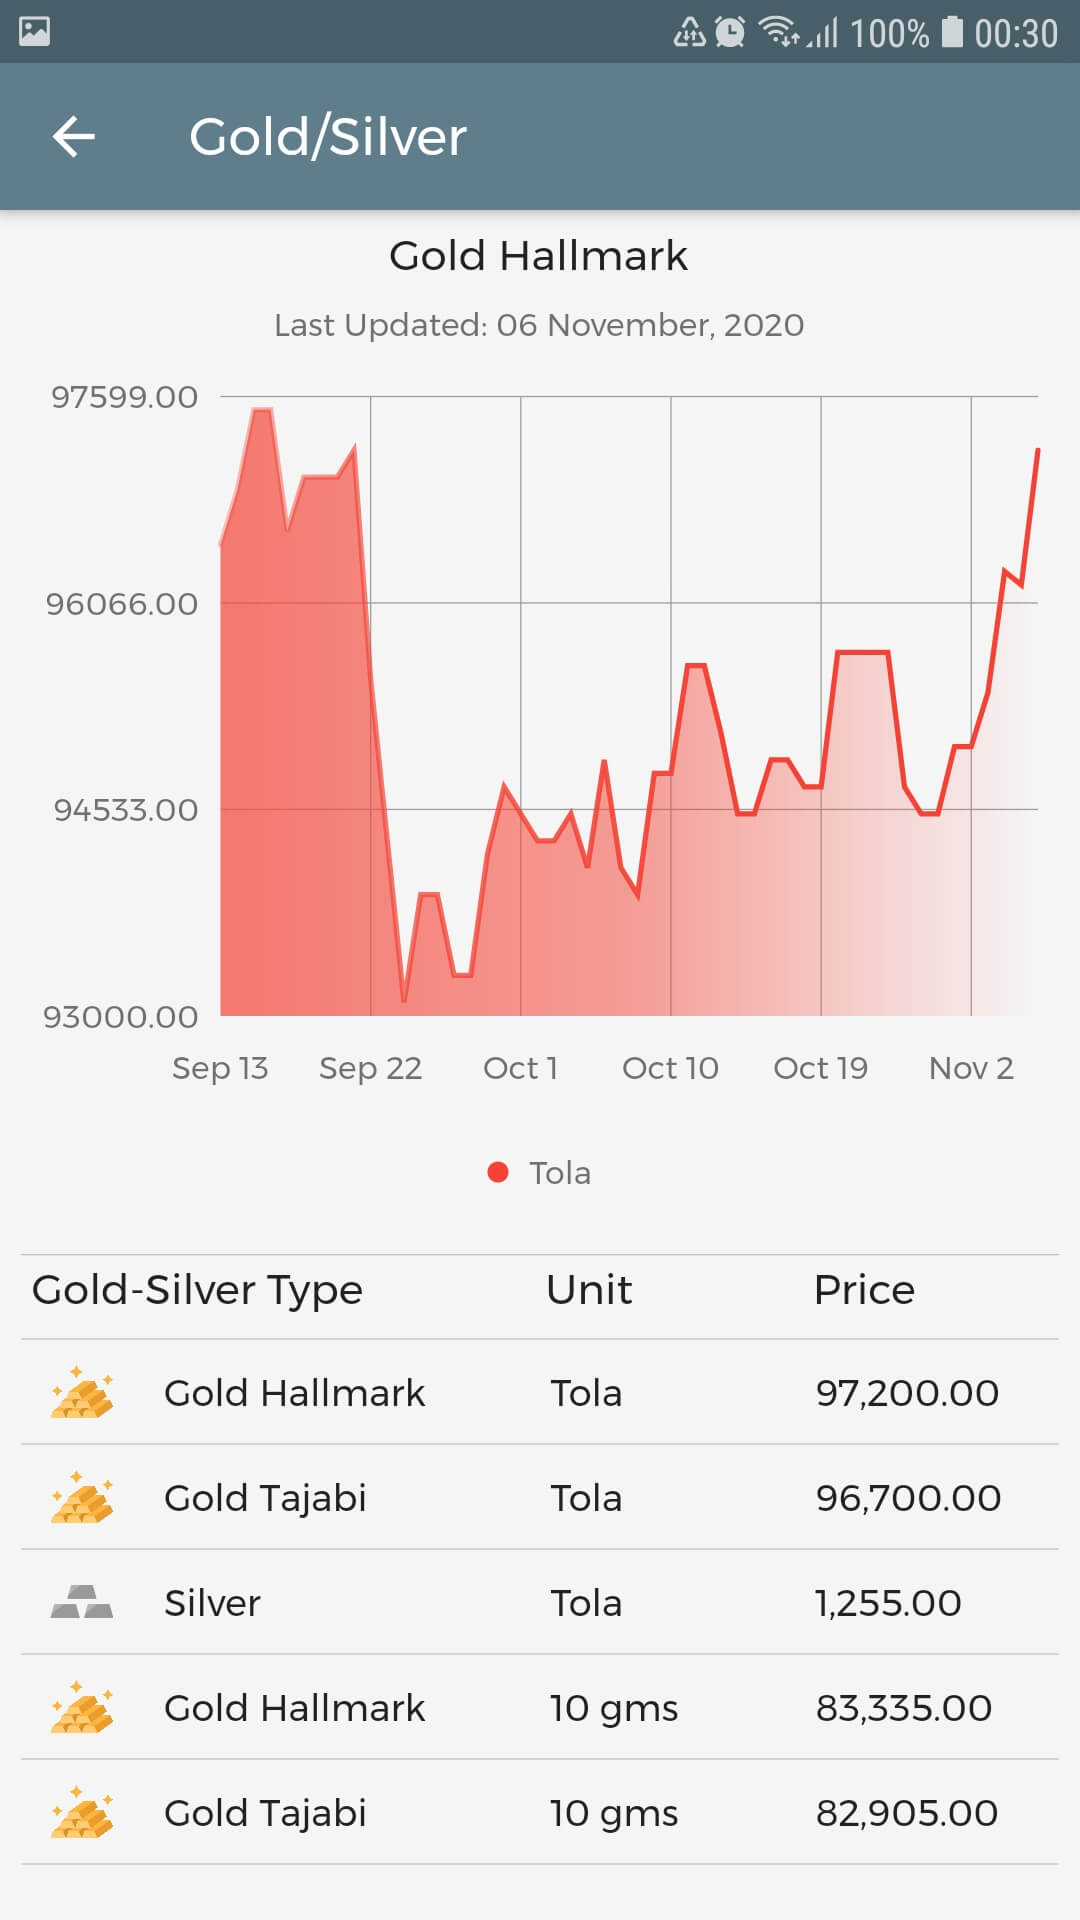 100% 00:30
Gold/Silver
Gold Hallmark
Last Updated: 06 November, 2020
97599.00
96066.00
94533.00
93000.00
Sep 13 Sep 22 Oct 1 Oct 10 Oct 19 Nov 2
Tola
Gold-Silver Type Unit Price
Gold Hallmark Tola 97,200.00
Gold Tajabi Tola 96,700.00
Silver Tola 1,255.00
Gold Hallmark 10 gms 83,335.00
Gold Tajabi 10 gms 82,905.00